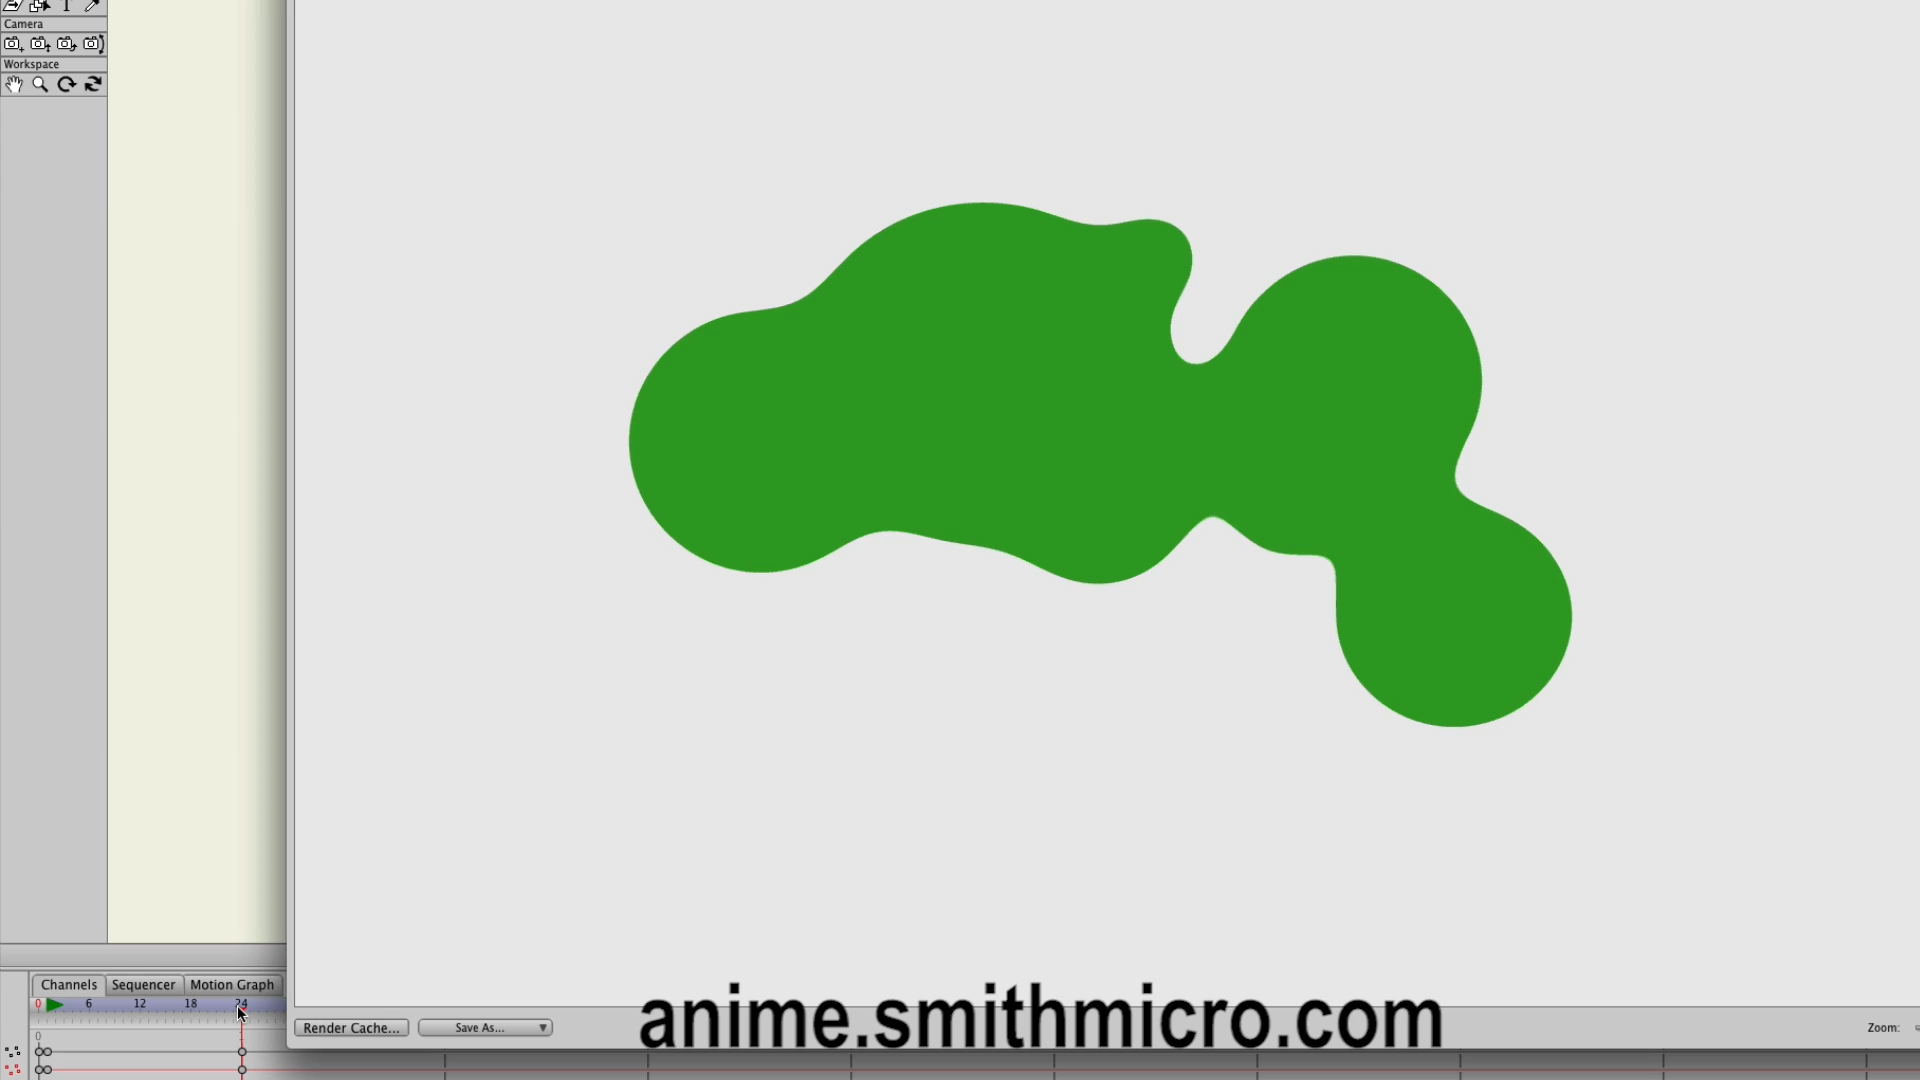 T
Camera
Workspace
Channels Sequencer Motion Graph
0 6 12 18 24
0
Render Cache... Save As... anime.smithmicro.com Zoom: